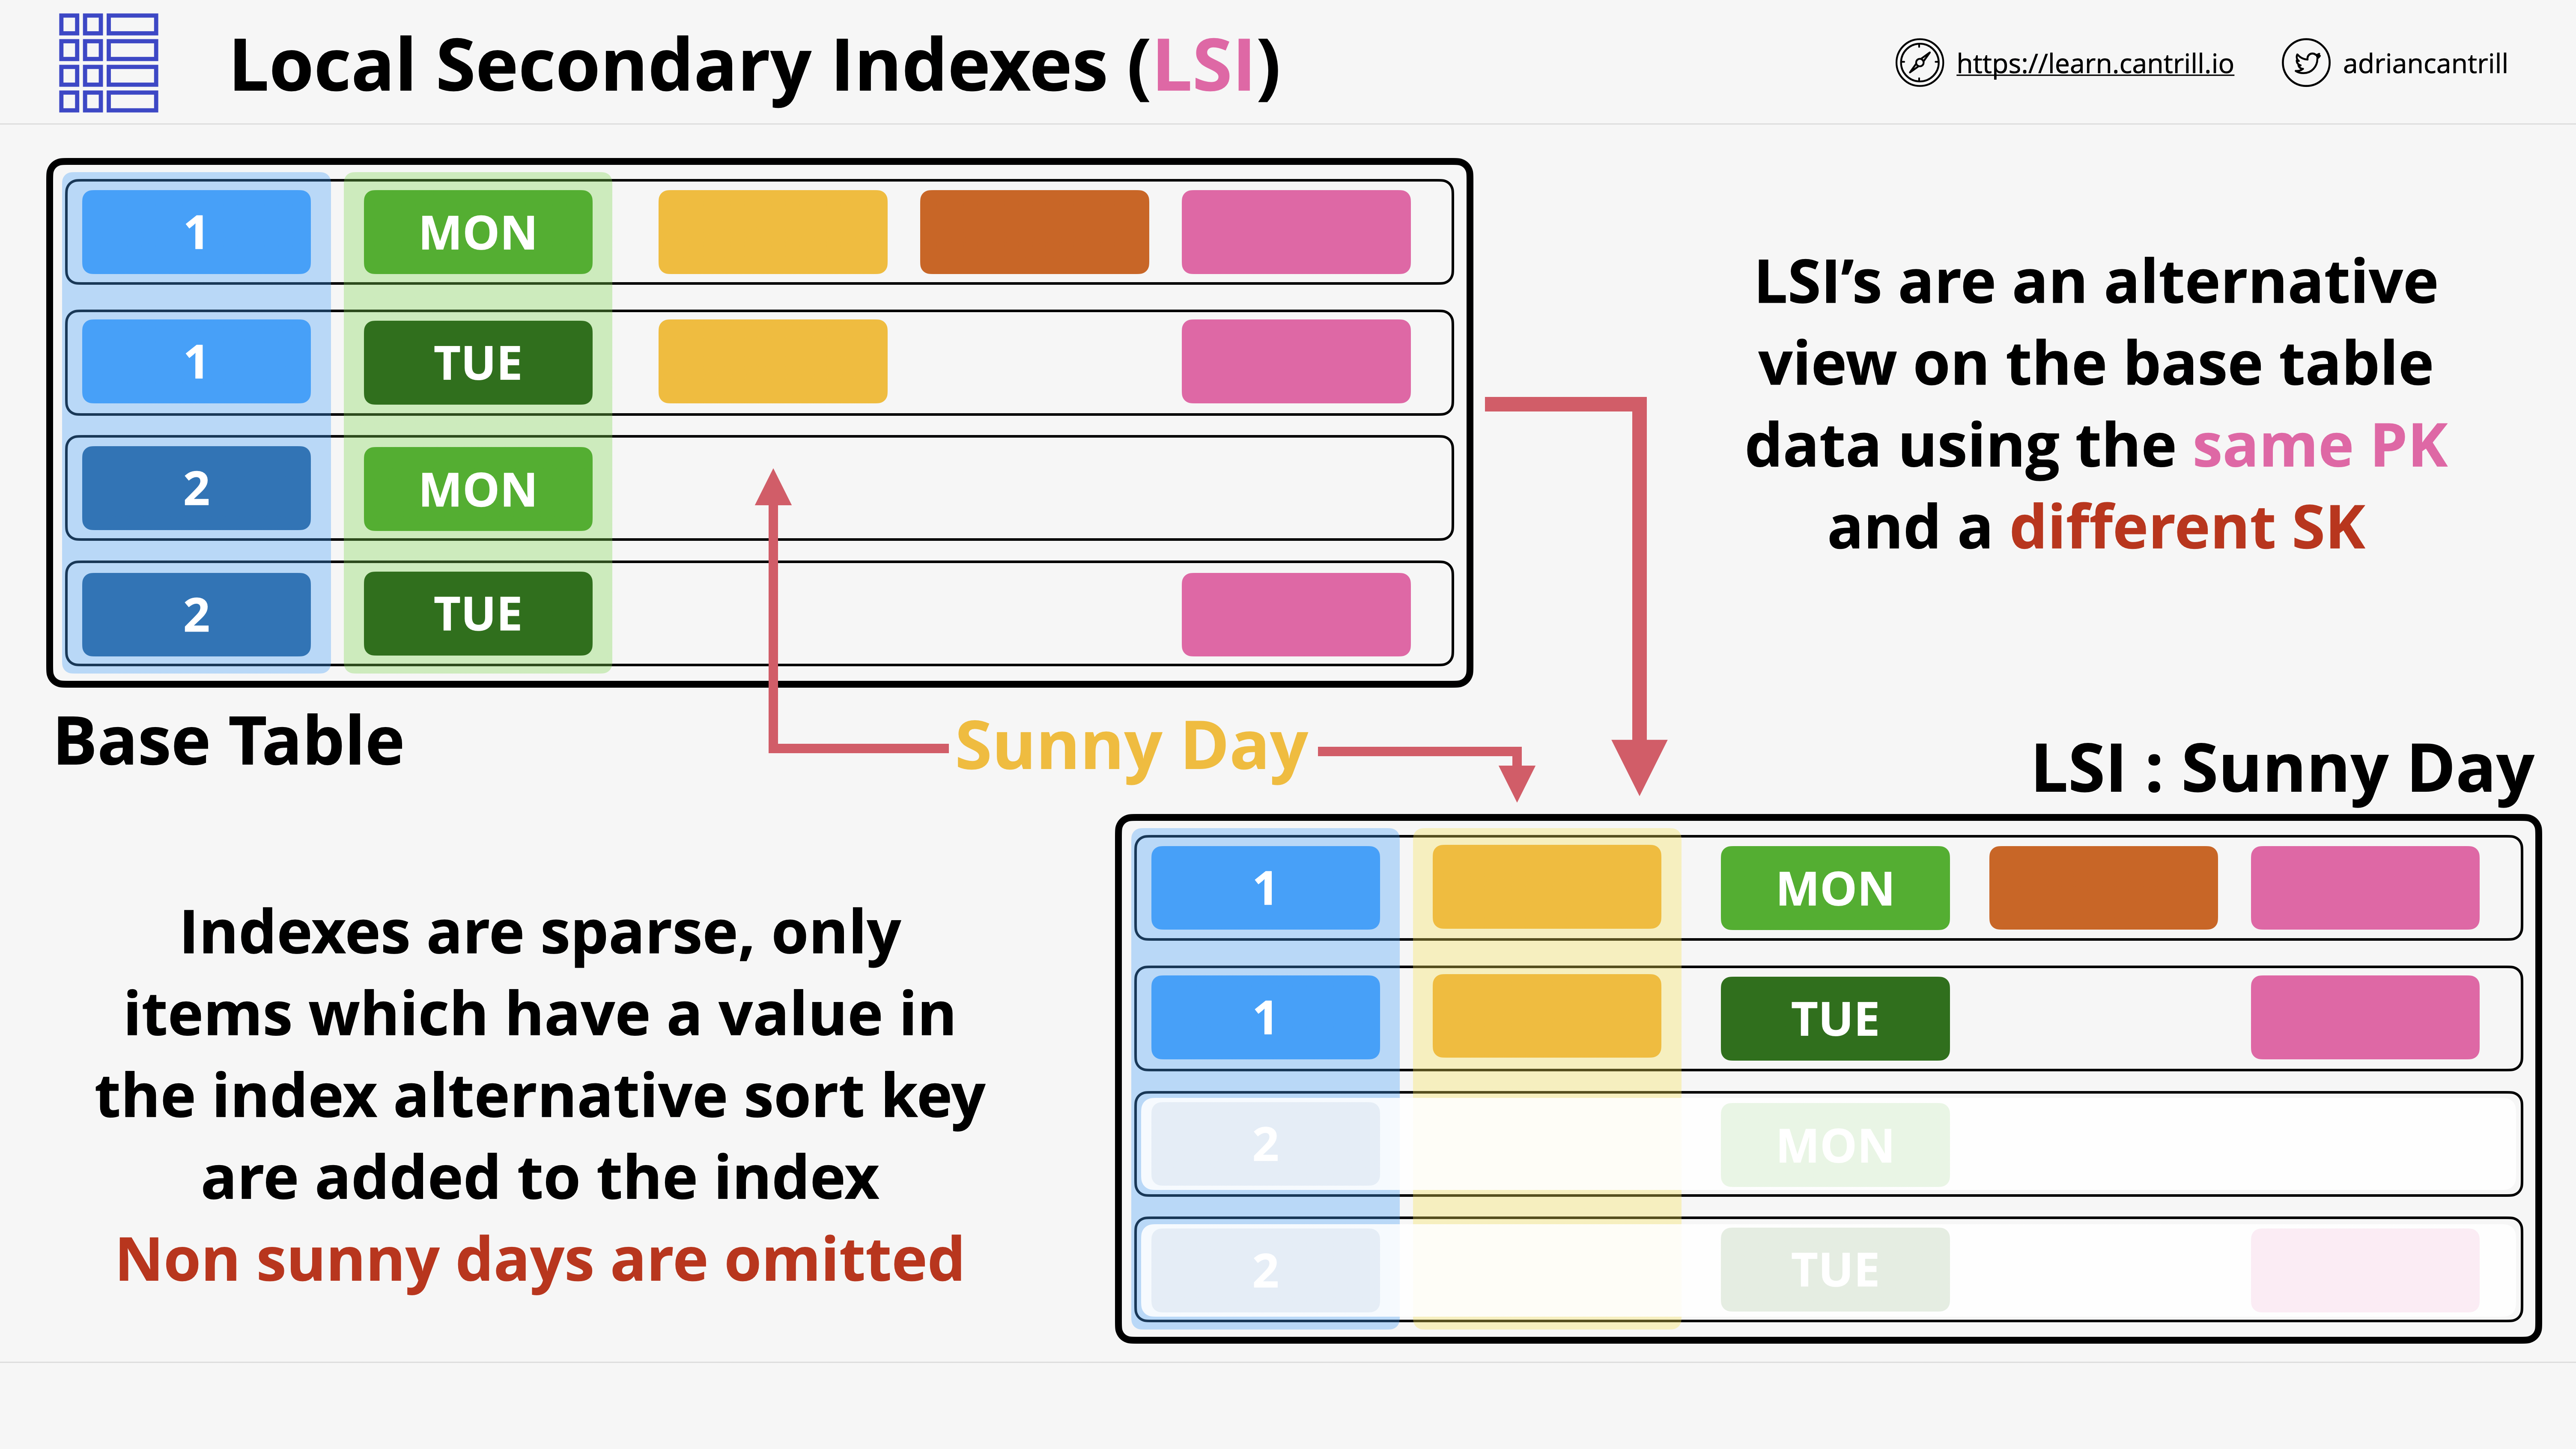 Local Secondary Indexes (LSI)
https://learn.cantrill.io
adriancantrill
1 MON
1 TUE
2 MON
2 TUE
Base Table
LSI’s are an alternative
view on the base table
data using the same PK
and a different SK
Sunny Day
LSI : Sunny Day
Indexes are sparse, only
items which have a value in
the index alternative sort key
are added to the index
Non sunny days are omitted
1 MON
1 TUE
2 MON
2 TUE